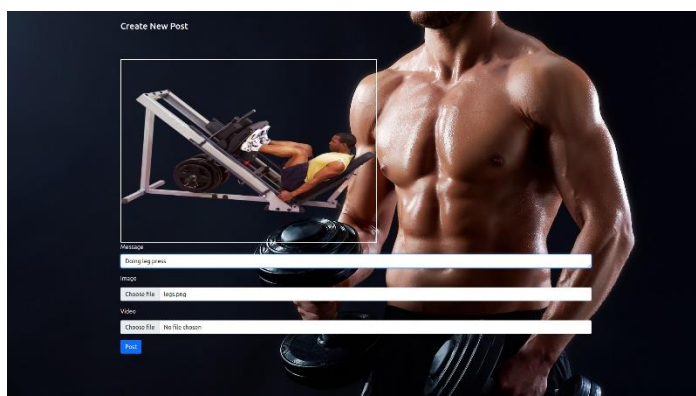 Create New Post
Message
Doing leg press
Image
Choose file legs.png
Video
Choose file No file chosen
Post